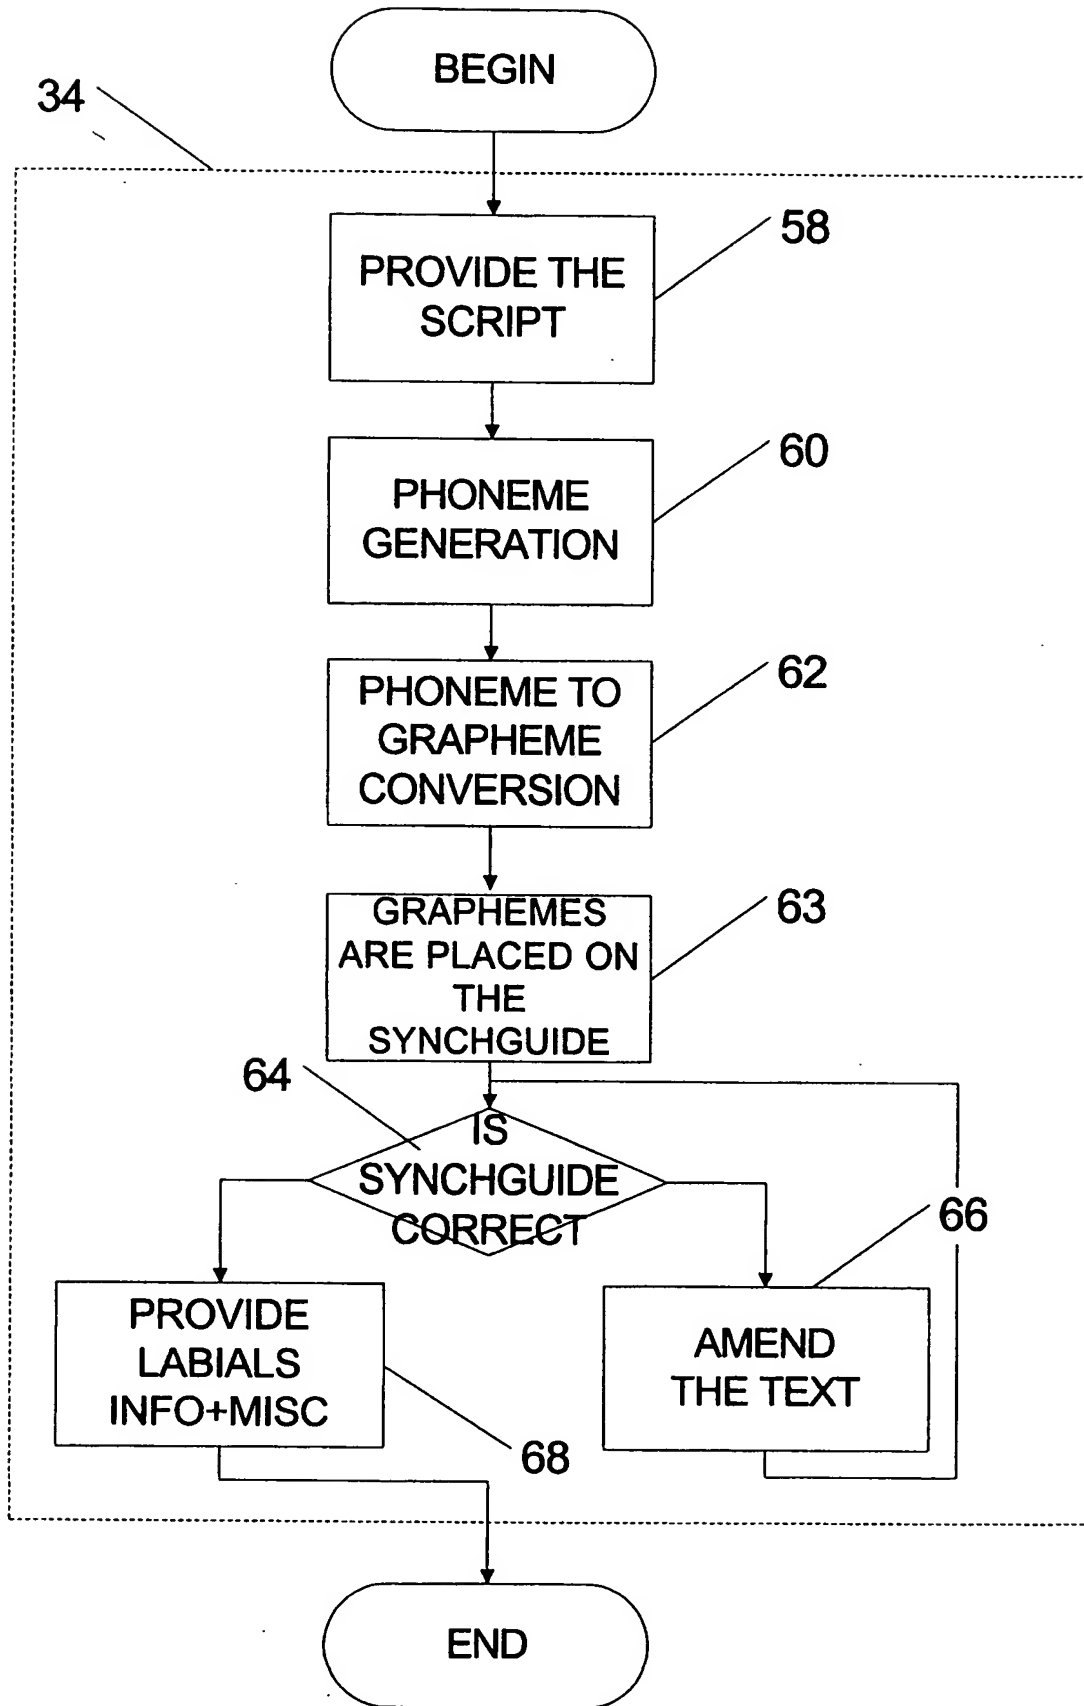 BEGIN
34
58
PROVIDE THE
SCRIPT
60
PHONEME
GENERATION
62
PHONEME TO
GRAPHEME
CONVERSION
63
GRAPHEMES
ARE PLACED ON
THE
SYNCHGUIDE
64
IS
SYNCHGUIDE
CORRECT
66
PROVIDE
LABIALS
INFO+MISC
68
AMEND
THE TEXT
END